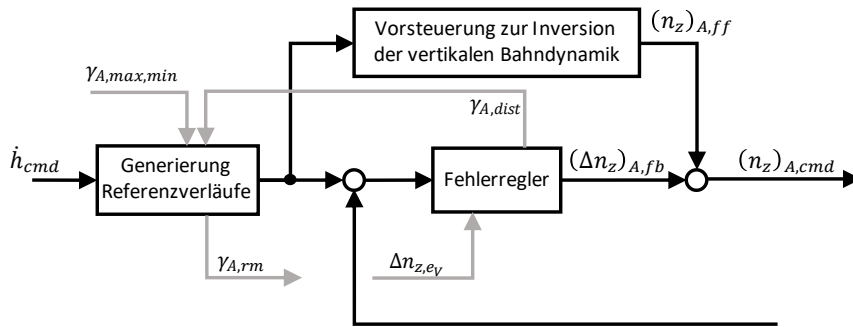 Vorsteuerung zur Inversion
der vertikalen Bahndynamik
(n_z)_{A,ff}
γ_{A,max,min}
γ_{A,dist}
ḣ_{cmd}
Generierung
Referenzverläufe
Fehlerregler
(Δn_z)_{A,fb}
(n_z)_{A,cmd}
γ_{A,rm}
Δn_{z,e_V}